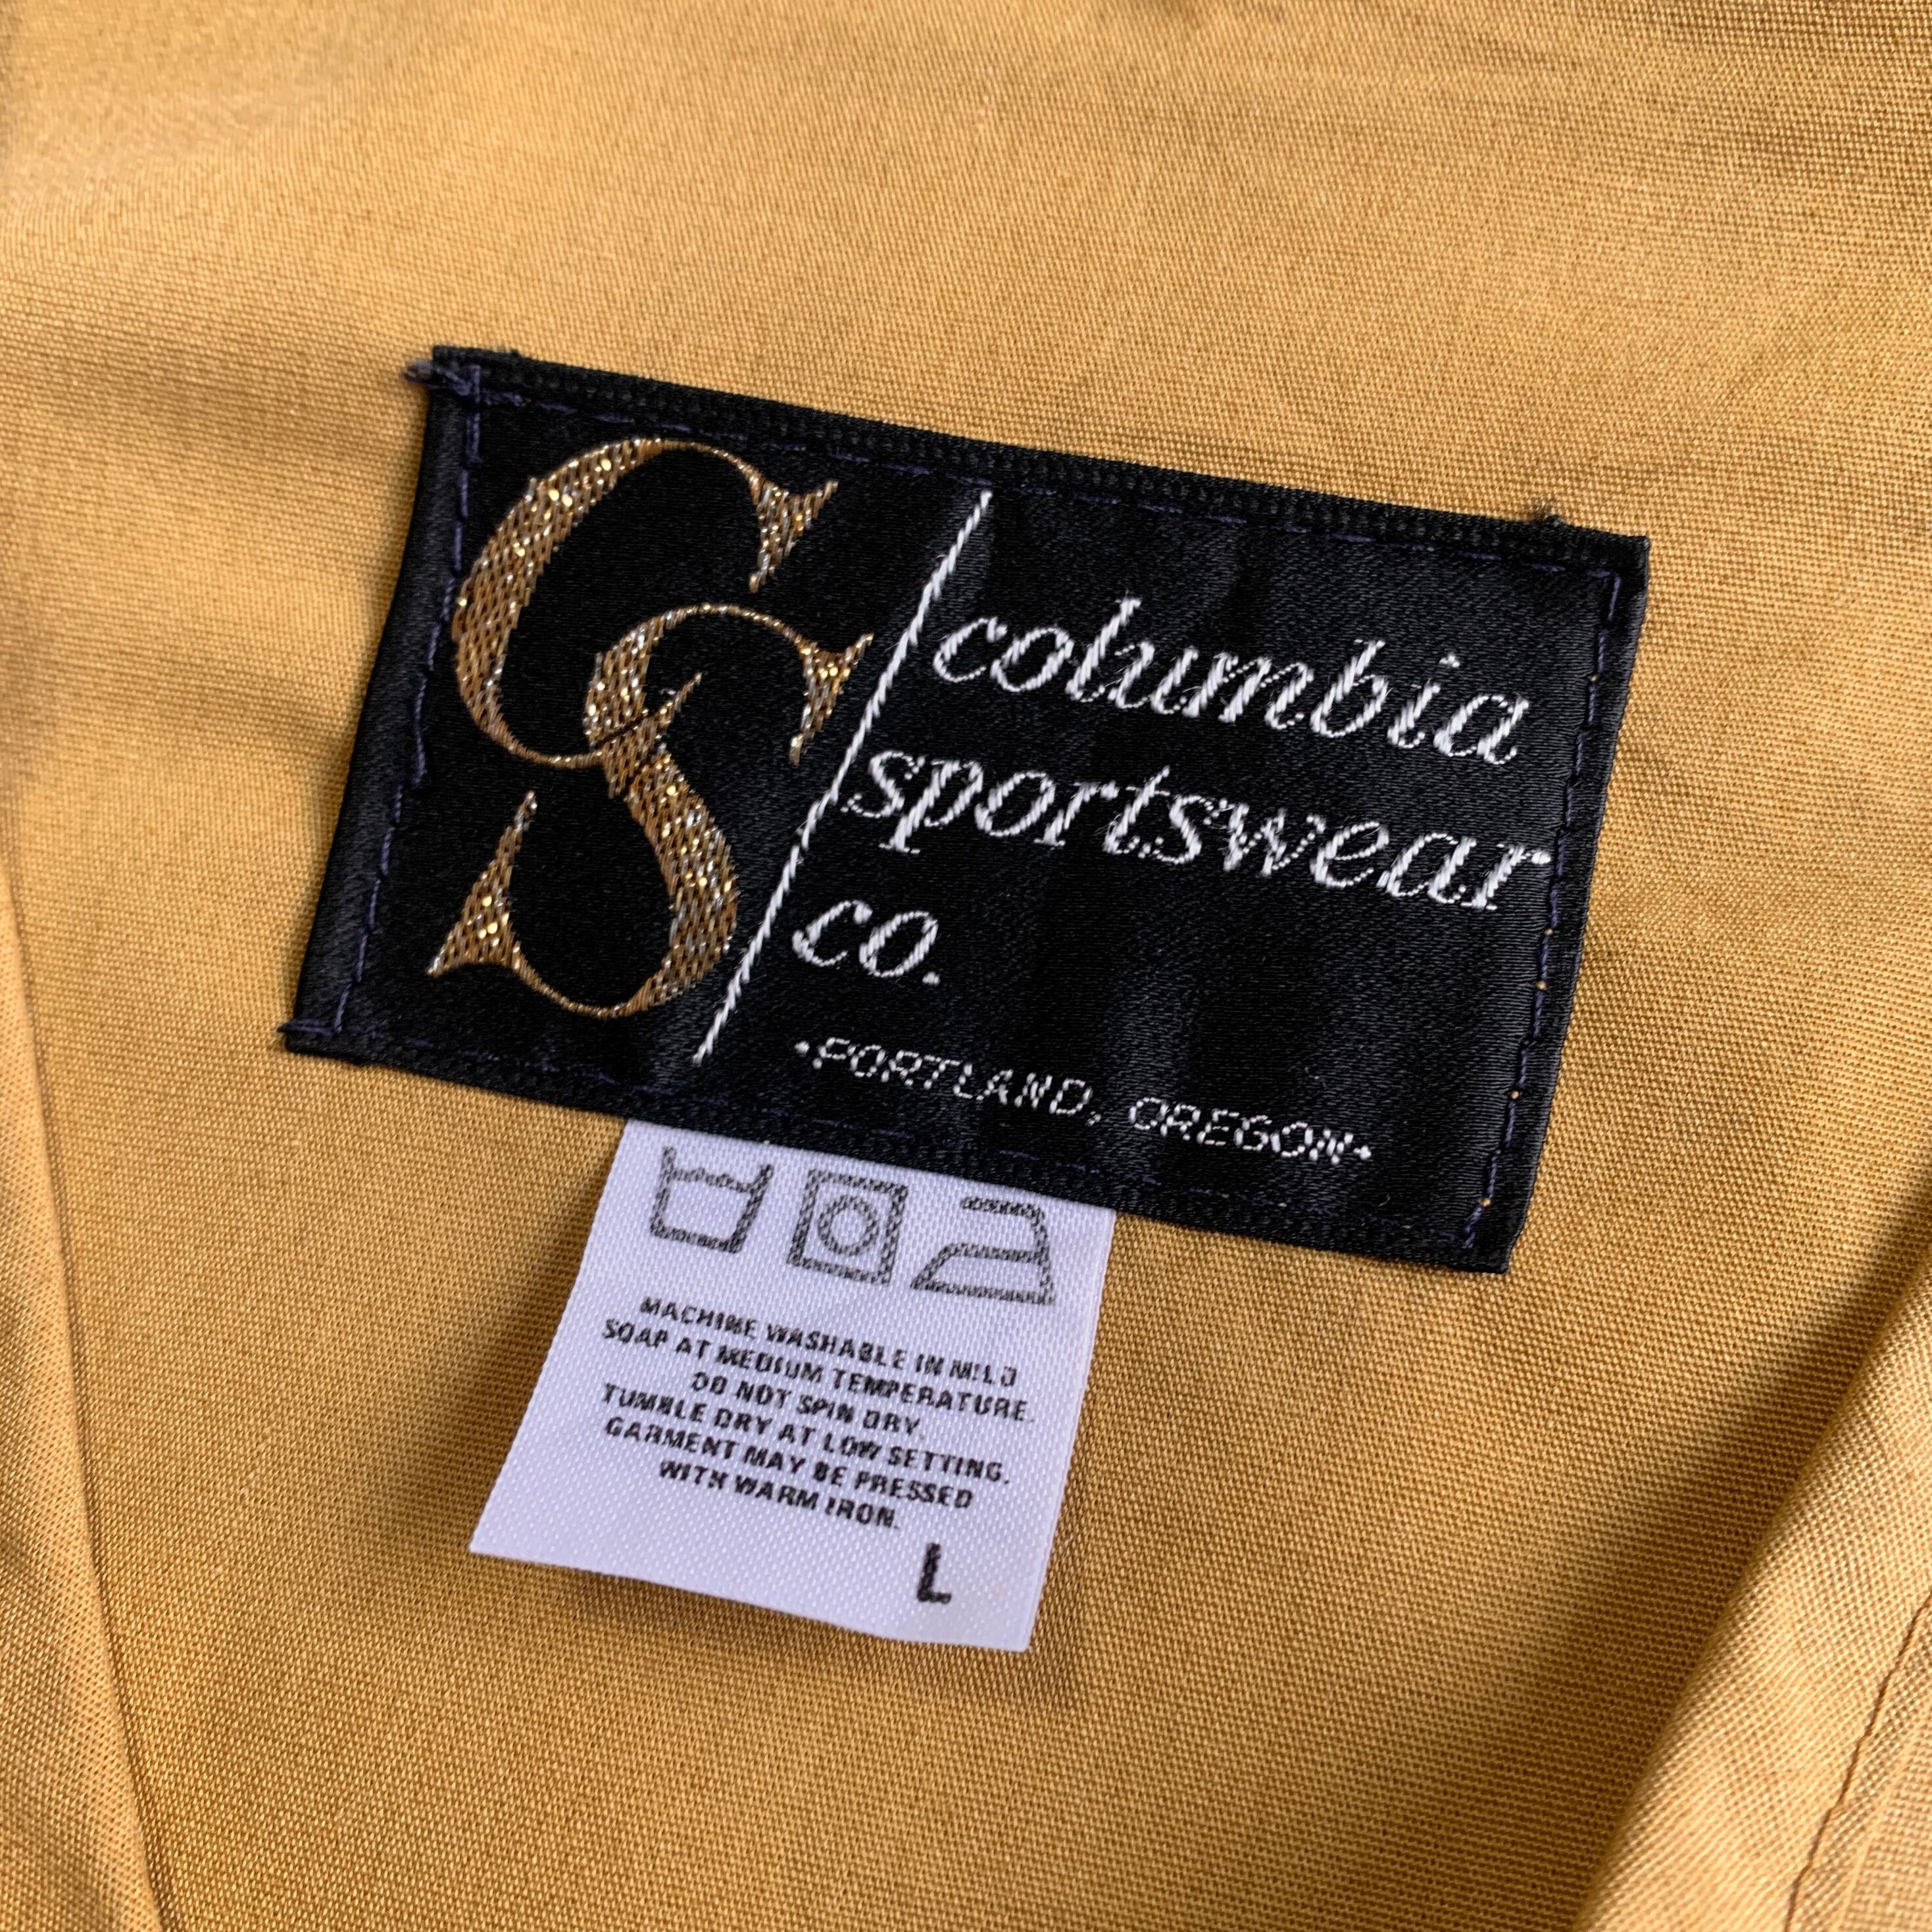 CS
columbia
sportswear
co.
•PORTLAND, OREGON•
MACHINE WASHABLE IN MILD
SOAP AT MEDIUM TEMPERATURE.
DO NOT SPIN DRY.
TUMBLE DRY AT LOW SETTING.
GARMENT MAY BE PRESSED
WITH WARM IRON.
L